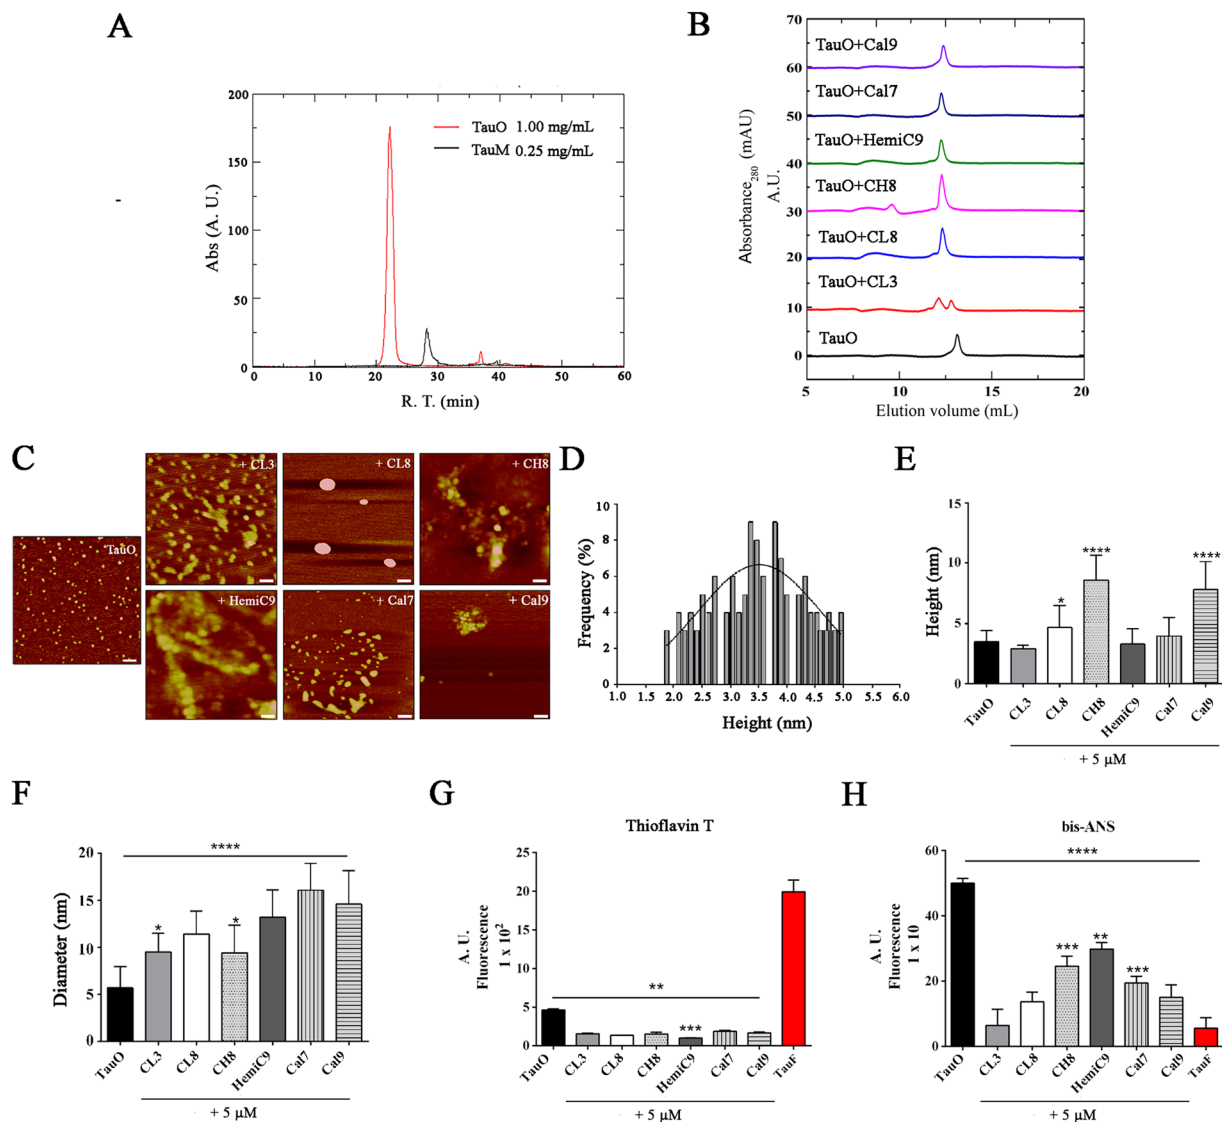 A
200
150
100
50
0
Abs (A. U.)
TauO 1.00 mg/mL
TauM 0.25 mg/mL
0 10 20 30 40 50 60
R. T. (min)
B
70
60
50
40
30
20
10
0
Absorbance280 (mAU)
A.U.
TauO+Cal9
TauO+Cal7
TauO+HemiC9
TauO+CH8
TauO+CL8
TauO+CL3
TauO
5 10 15 20
Elution volume (mL)
C
TauO
+ CL3
+ CL8
+ CH8
+ HemiC9
+ Cal7
+ Cal9
D
10
8
6
4
2
0
Frequency (%)
1.0 1.5 2.0 2.5 3.0 3.5 4.0 4.5 5.0 6.0
Height (nm)
E
15
10
5
0
Height (nm)
*
****
****
TauO
CL3
CL8
CH8
HemiC9
Cal7
Cal9
+ 5 µM
F
20
15
10
5
0
Diameter (nm)
****
*
*
TauO
CL3
CL8
CH8
HemiC9
Cal7
Cal9
+ 5 µM
G
Thioflavin T
25
20
15
10
5
0
A. U.
Fluorescence
1 x 10²
**
***
TauO
CL3
CL8
CH8
HemiC9
Cal7
Cal9
TauF
+ 5 µM
H
bis-ANS
60
40
20
0
A. U.
Fluorescence
1 x 10
****
***
**
***
TauO
CL3
CL8
CH8
HemiC9
Cal7
Cal9
TauF
+ 5 µM